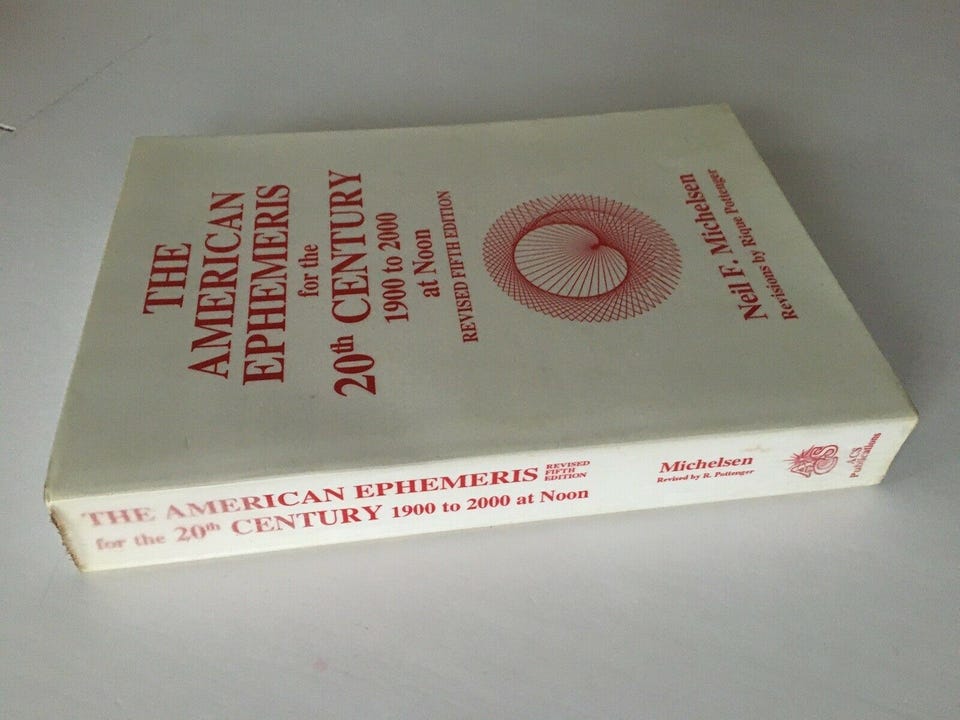 THE
AMERICAN
EPHEMERIS
for the
20th CENTURY
1900 to 2000
at Noon
REVISED FIFTH EDITION
Neil F. Michelsen
Revisions by Rique Pottenger
THE AMERICAN EPHEMERIS REVISED
FIFTH
EDITION
for the 20th CENTURY 1900 to 2000 at Noon
Michelsen
Revised by R. Pottenger
ACS
ACS
Publications